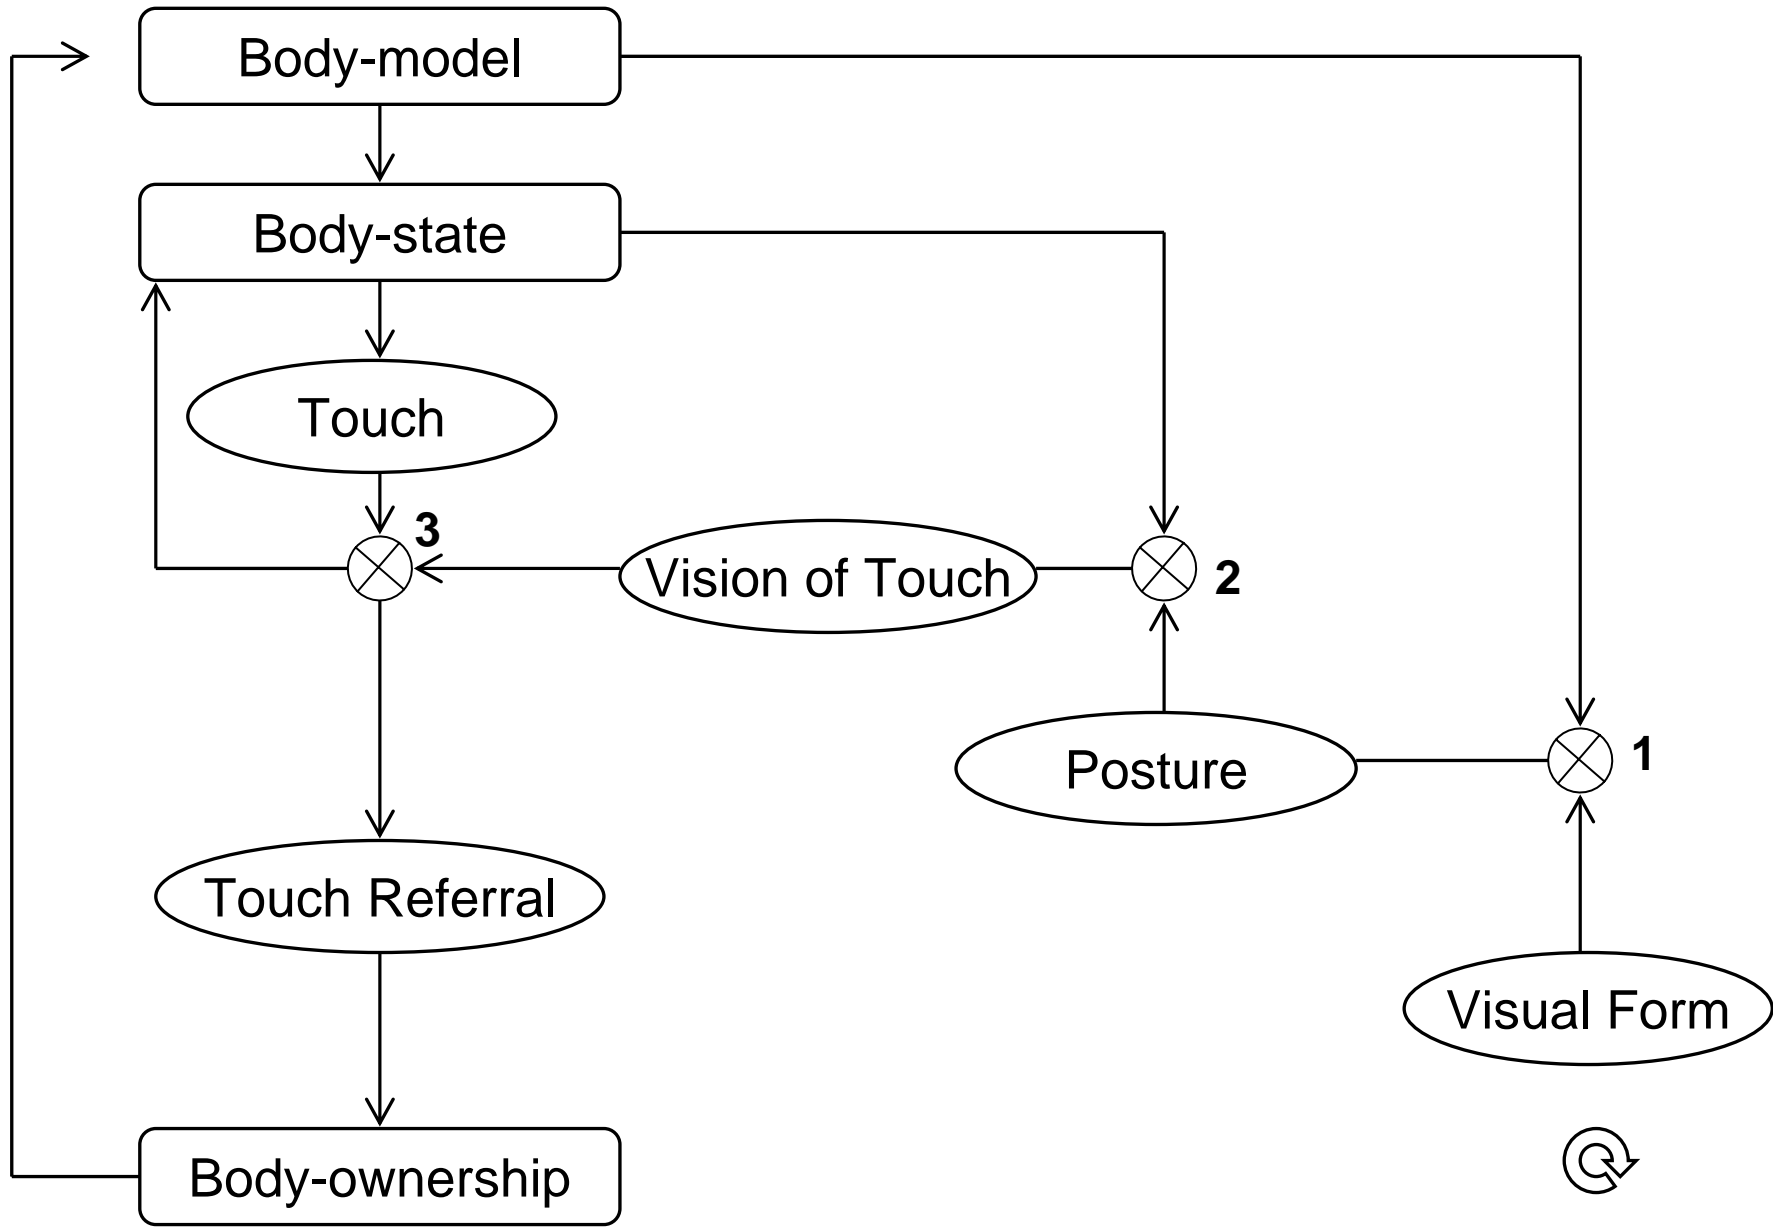 Body-model
Body-state
Touch
3
Vision of Touch
2
Posture
1
Touch Referral
Visual Form
Body-ownership